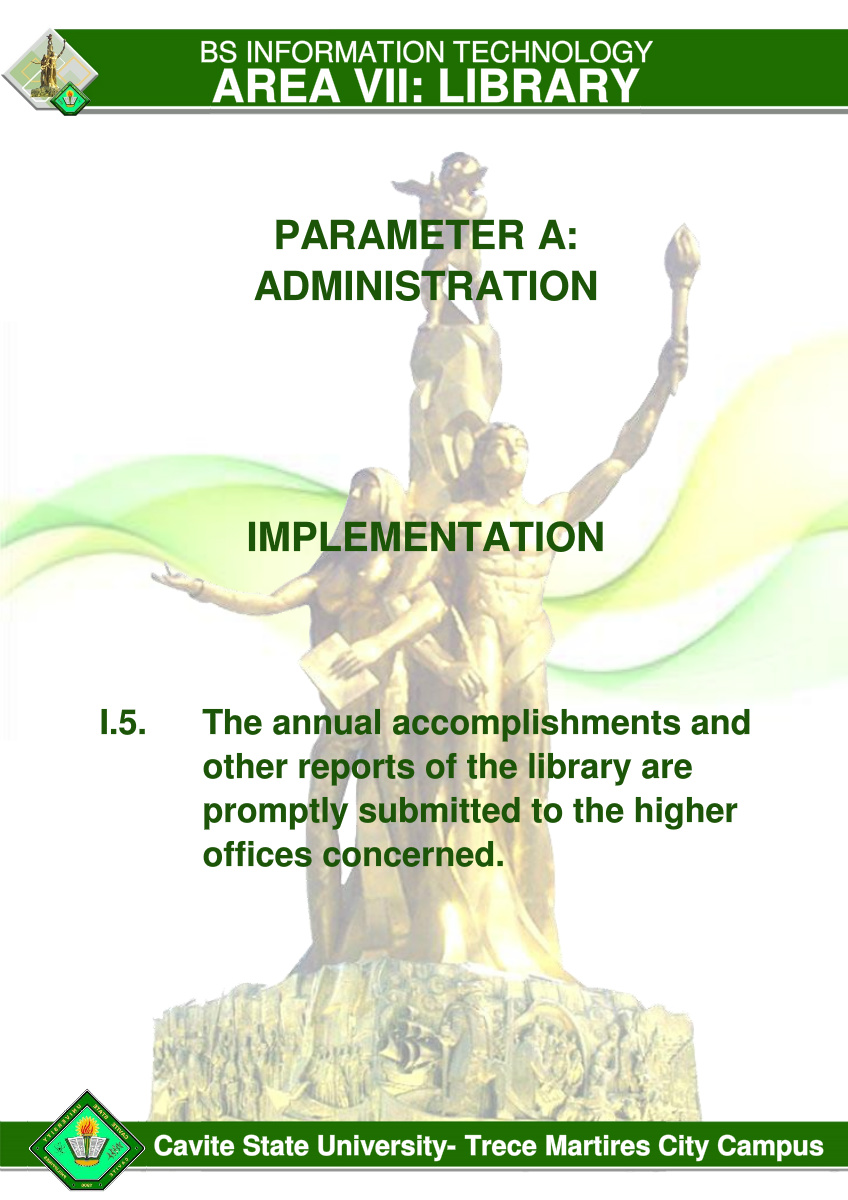 BS INFORMATION TECHNOLOGY
AREA VII: LIBRARY
PARAMETER A:
ADMINISTRATION
IMPLEMENTATION
I.5. The annual accomplishments and
other reports of the library are
promptly submitted to the higher
offices concerned.
Cavite State University- Trece Martires City Campus